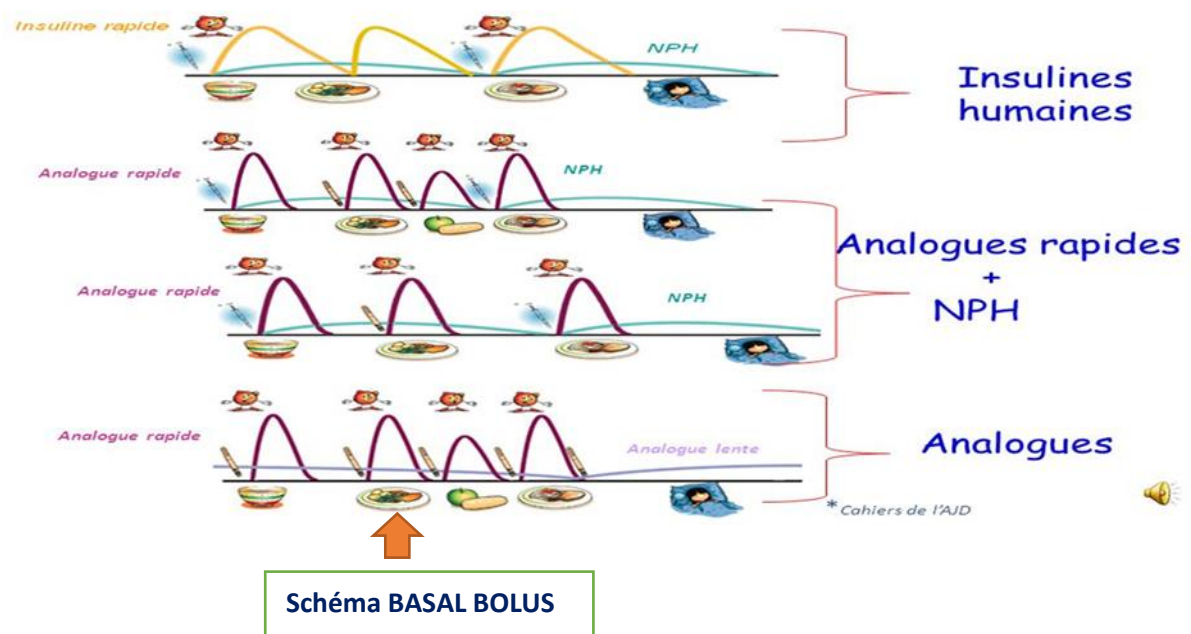 Insuline rapide
NPH
Insulines
humaines
Analogue rapide
NPH
Analogues rapides
+
NPH
Analogue rapide
NPH
Analogue rapide
Analogue lente
Analogues
* Cahiers de l'AJD
Schéma BASAL BOLUS